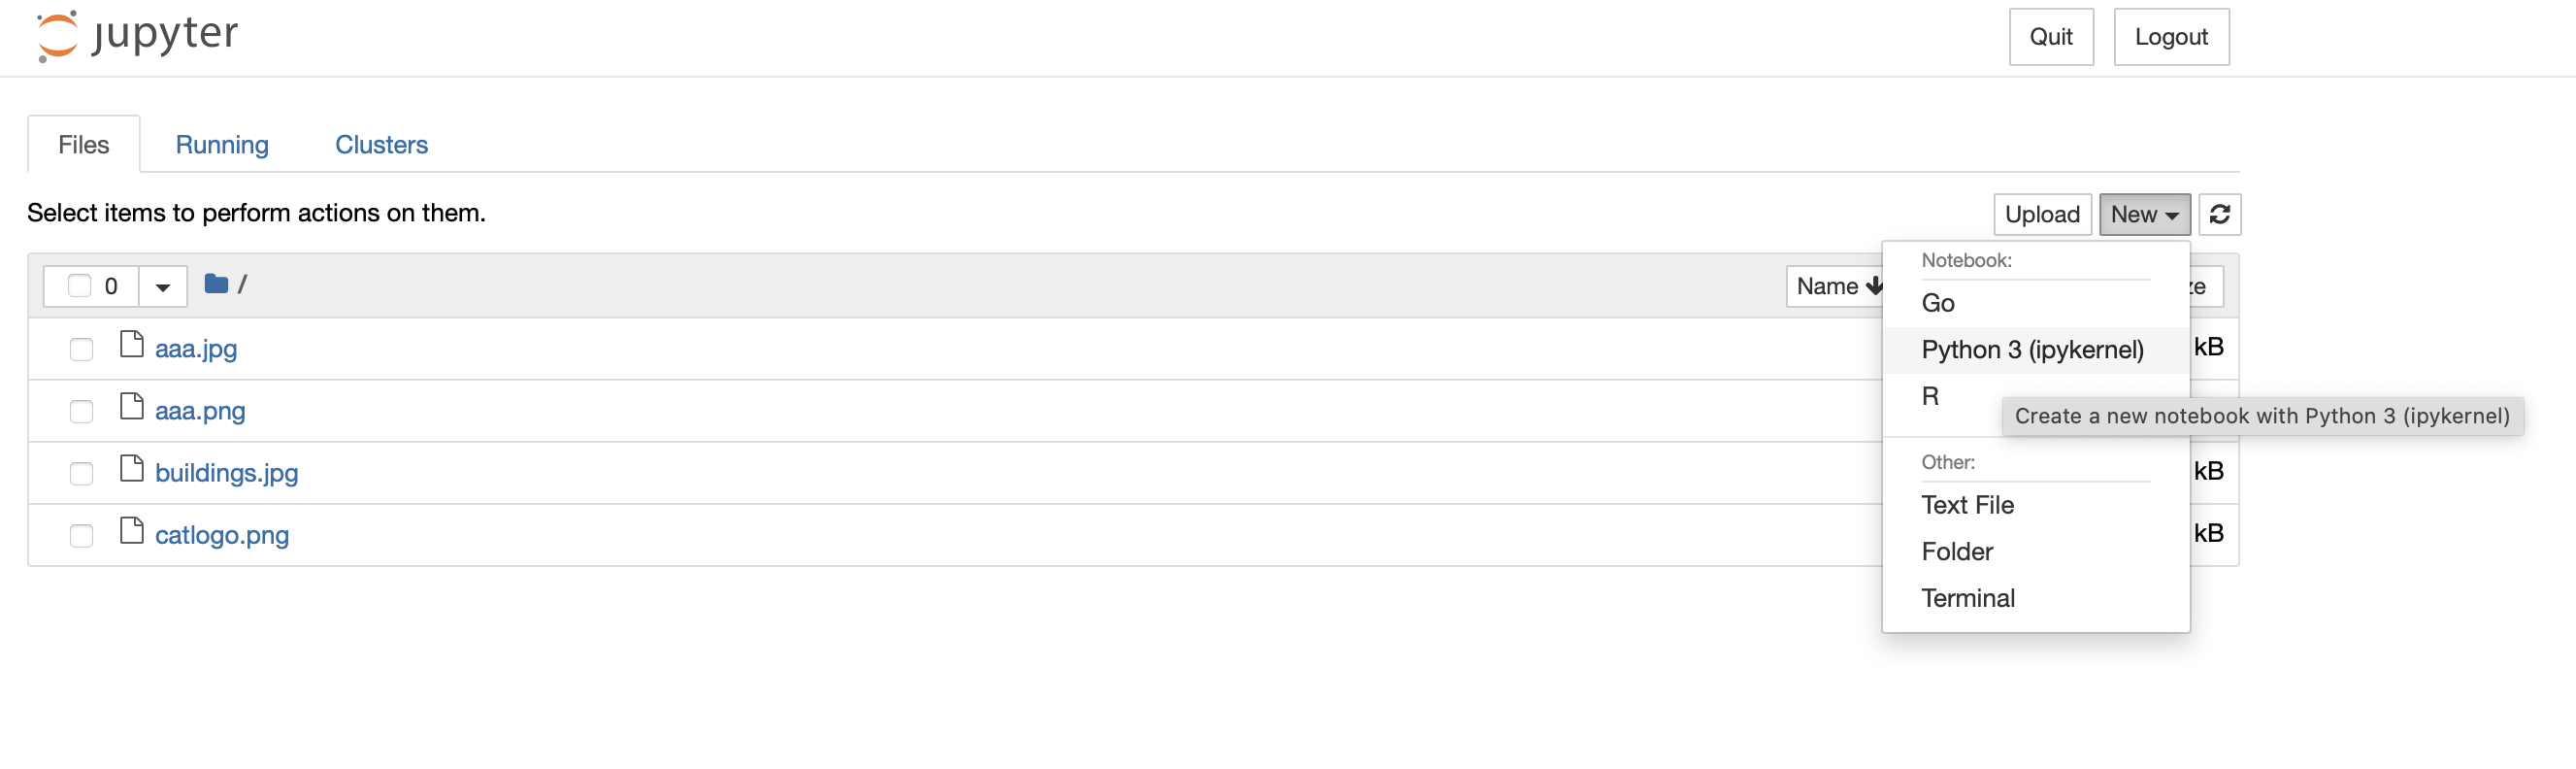 jupyter
Quit Logout
Files Running Clusters
Select items to perform actions on them.
Upload New
0 /
Name
ze
Notebook:
Go
aaa.jpg
Python 3 (ipykernel)
kB
R
Create a new notebook with Python 3 (ipykernel)
aaa.png
Other:
buildings.jpg
kB
Text File
catlogo.png
kB
Folder
Terminal